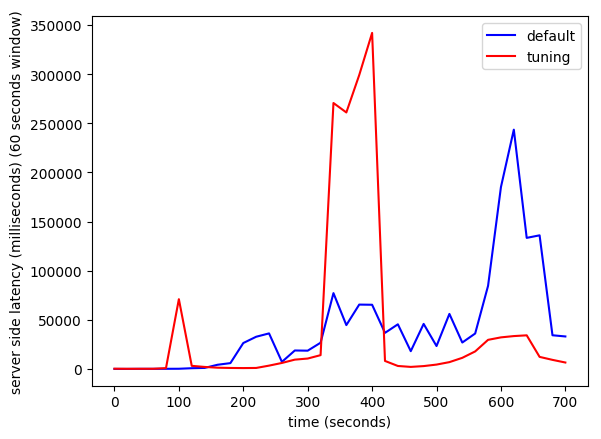 350000
300000
250000
200000
150000
100000
50000
0
server side latency (milliseconds) (60 seconds window)
default
tuning
0 100 200 300 400 500 600 700
time (seconds)